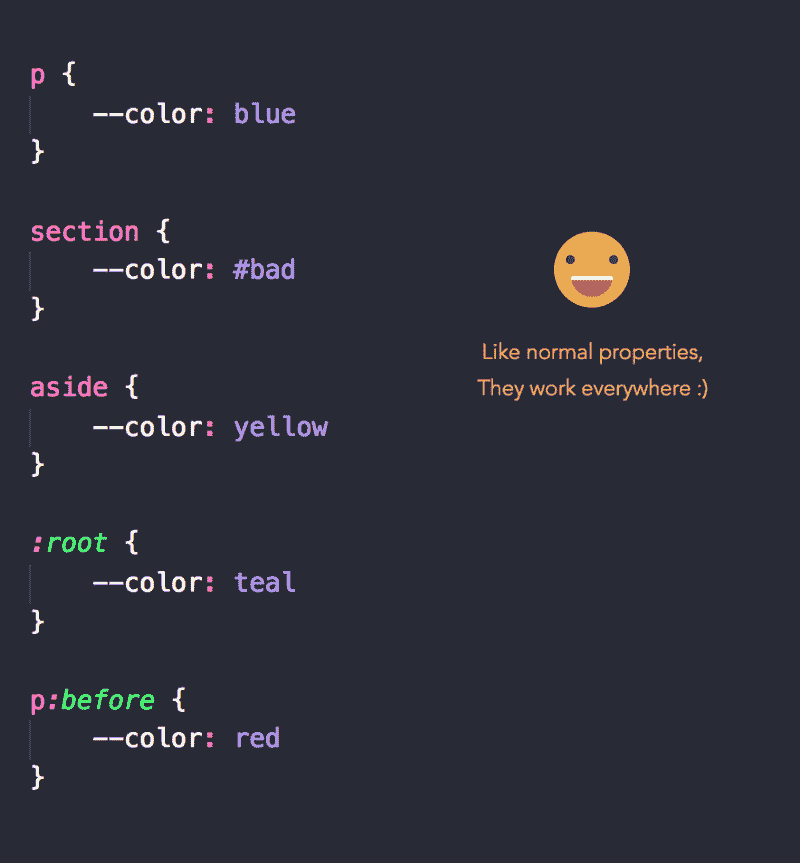 p {
    --color: blue
}
section {
    --color: #bad
}
aside {
    --color: yellow
}
:root {
    --color: teal
}
p:before {
    --color: red
}
Like normal properties,
They work everywhere :)